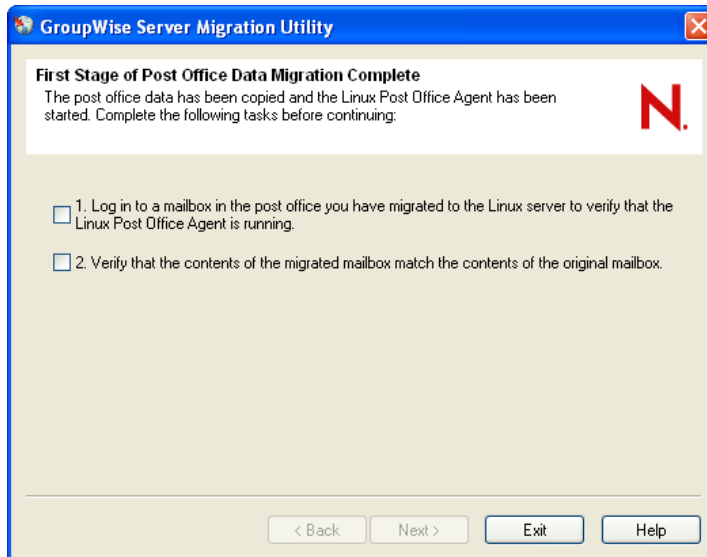 GroupWise Server Migration Utility
First Stage of Post Office Data Migration Complete
The post office data has been copied and the Linux Post Office Agent has been
started. Complete the following tasks before continuing:
N.
1. Log in to a mailbox in the post office you have migrated to the Linux server to verify that the
Linux Post Office Agent is running.
2. Verify that the contents of the migrated mailbox match the contents of the original mailbox.
< Back
Next >
Exit
Help